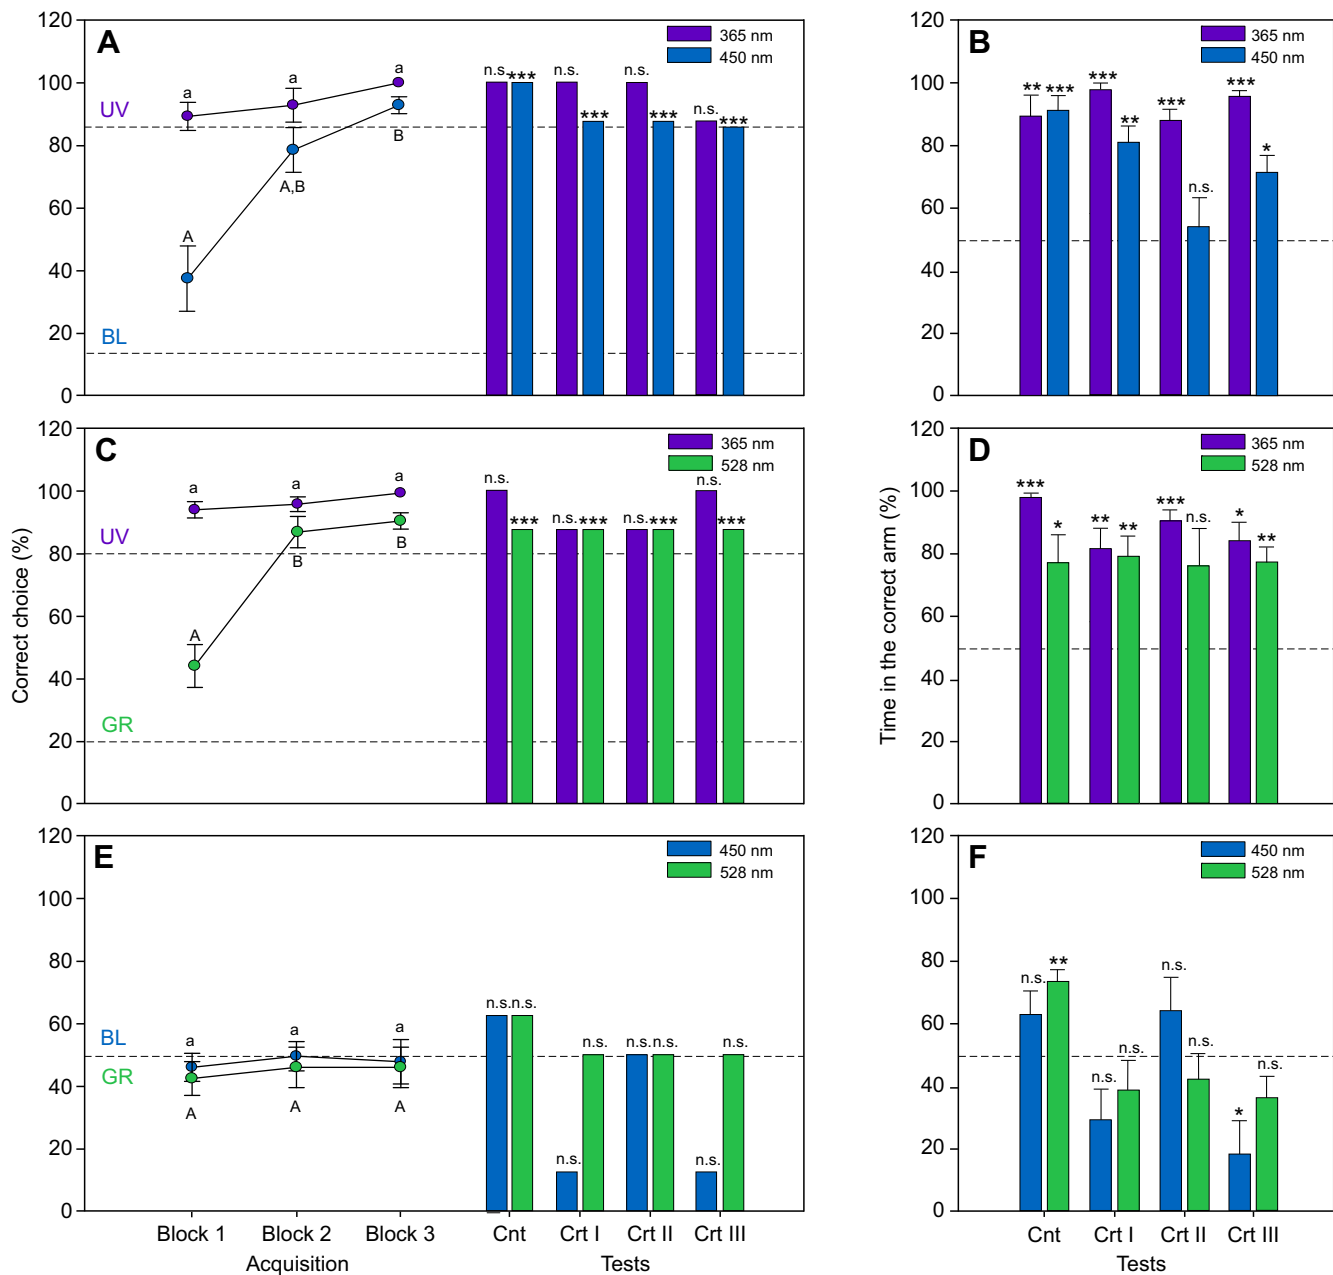 A
365 nm
450 nm
120
100
80
60
40
20
0
UV
BL
a
a
a
A
A,B
B
n.s. *** n.s. *** n.s. *** n.s. ***
B
365 nm
450 nm
120
100
80
60
40
20
0
** *** *** ** *** n.s. *** *
C
365 nm
528 nm
120
100
80
60
40
20
0
UV
GR
a
a
a
A
B
B
n.s. *** n.s. *** n.s. *** n.s. ***
Correct choice (%)
D
365 nm
528 nm
120
100
80
60
40
20
0
*** * ** ** *** n.s. * **
Time in the correct arm (%)
E
450 nm
528 nm
120
100
80
60
40
20
0
BL
GR
a
a
a
A
A
A
n.s. n.s. n.s. n.s. n.s. n.s. n.s. n.s.
Block 1 Block 2 Block 3 Cnt Crt I Crt II Crt III
Acquisition Tests
F
450 nm
528 nm
120
100
80
60
40
20
0
n.s. ** n.s. n.s. n.s. n.s. * n.s.
Cnt Crt I Crt II Crt III
Tests